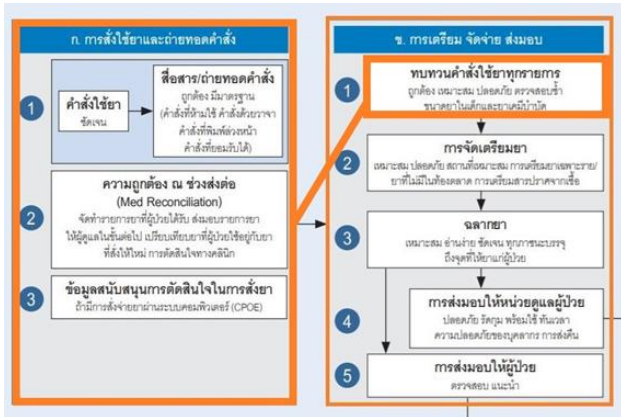 ก. การสั่งใช้ยาและถ่ายทอดคำสั่ง
1
คำสั่งใช้ยา
ชัดเจน
สื่อสาร/ถ่ายทอดคำสั่ง
ถูกต้อง มีมาตรฐาน
(คำสั่งที่ห้ามใช้ คำสั่งด้วยวาจา
คำสั่งที่พิมพ์ล่วงหน้า
คำสั่งที่ยอมรับได้)
2
ความถูกต้อง ณ ช่วงส่งต่อ
(Med Reconciliation)
จัดทำรายการยาที่ผู้ป่วยได้รับ ส่งมอบรายการยา
ให้ผู้ดูแลในขั้นต่อไป เปรียบเทียบยาที่ผู้ป่วยใช้อยู่กับยา
ที่สั่งให้ใหม่ การตัดสินใจทางคลินิก
3
ข้อมูลสนับสนุนการตัดสินใจในการสั่งยา
ถ้ามีการสั่งจ่ายยาผ่านระบบคอมพิวเตอร์ (CPOE)
ข. การเตรียม จัดจ่าย ส่งมอบ
1
ทบทวนคำสั่งใช้ยาทุกรายการ
ถูกต้อง เหมาะสม ปลอดภัย ตรวจสอบซ้ำ
ขนาดยาในเด็กและยาเคมีบำบัด
2
การจัดเตรียมยา
เหมาะสม ปลอดภัย สถานที่เหมาะสม การเตรียมยาเฉพาะราย/
ยาที่ไม่มีในท้องตลาด การเตรียมสารปราศจากเชื้อ
3
ฉลากยา
เหมาะสม อ่านง่าย ชัดเจน ทุกภาชนะบรรจุ
ถึงจุดที่ให้ยาแก่ผู้ป่วย
4
การส่งมอบให้หน่วยดูแลผู้ป่วย
ปลอดภัย รัดกุม พร้อมใช้ ทันเวลา
ความปลอดภัยของบุคลากร การส่งคืน
5
การส่งมอบให้ผู้ป่วย
ตรวจสอบ แนะนำ